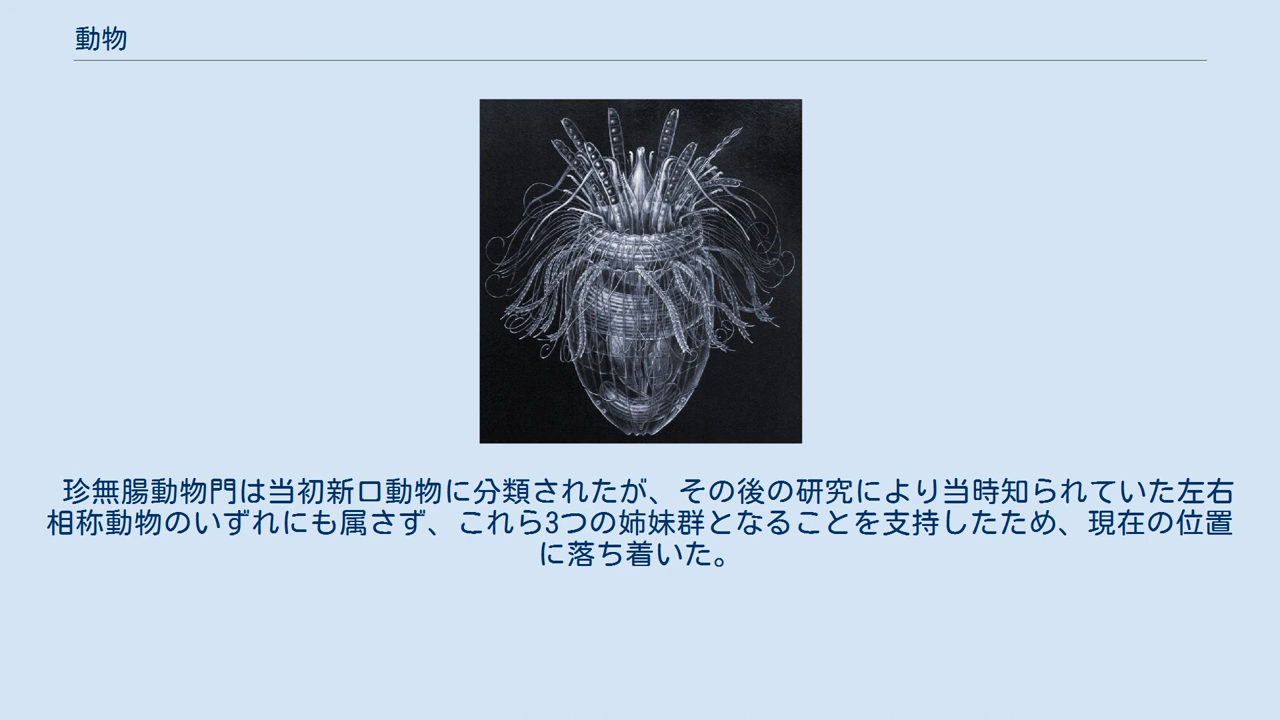 動物
珍無腸動物門は当初新口動物に分類されたが、その後の研究により当時知られていた左右
相称動物のいずれにも属さず、これら3つの姉妹群となることを支持したため、現在の位置
に落ち着いた。